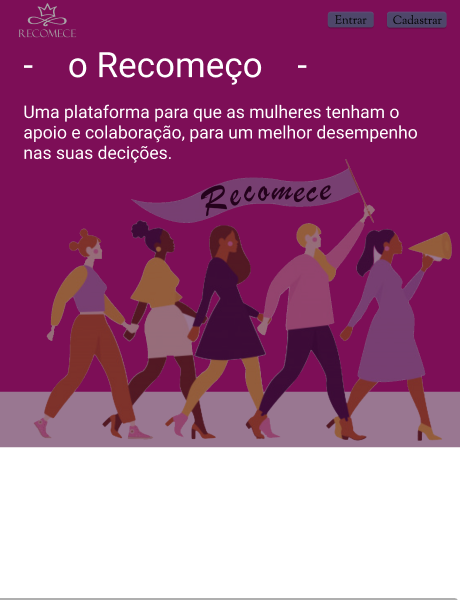 RECOMECE
Entrar
Cadastrar
- o Recomeço -
Uma plataforma para que as mulheres tenham o
apoio e colaboração, para um melhor desempenho
nas suas decições.
Recomece